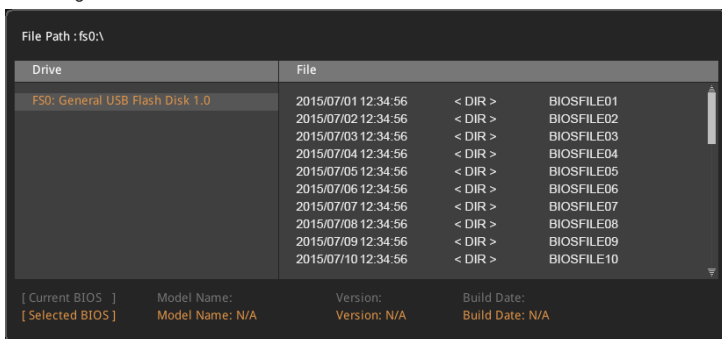 File Path : fs0:\
Drive File
FS0: General USB Flash Disk 1.0 2015/07/01 12:34:56 < DIR > BIOSFILE01
2015/07/02 12:34:56 < DIR > BIOSFILE02
2015/07/03 12:34:56 < DIR > BIOSFILE03
2015/07/04 12:34:56 < DIR > BIOSFILE04
2015/07/05 12:34:56 < DIR > BIOSFILE05
2015/07/06 12:34:56 < DIR > BIOSFILE06
2015/07/07 12:34:56 < DIR > BIOSFILE07
2015/07/08 12:34:56 < DIR > BIOSFILE08
2015/07/09 12:34:56 < DIR > BIOSFILE09
2015/07/10 12:34:56 < DIR > BIOSFILE10
[ Current BIOS ] Model Name: Version: Build Date:
[ Selected BIOS ] Model Name: N/A Version: N/A Build Date: N/A